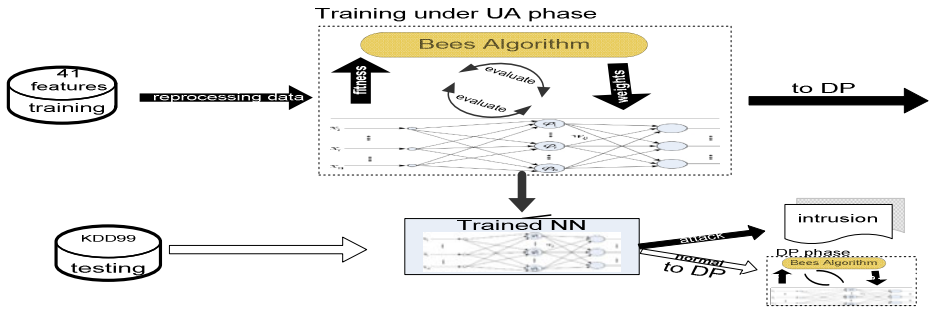 Training under UA phase
Bees Algorithm
41
features
training
reprocessing data
fitness
evaluate
evaluate
weights
to DP
KDD99
testing
Trained NN
attack
normal
to DP
intrusion
DP phase
Bees Algorithm